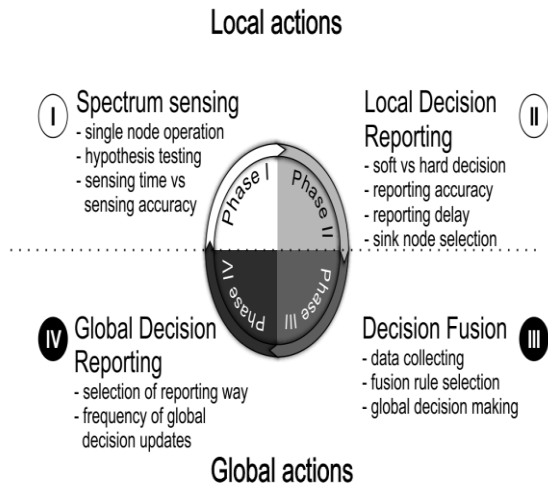 Local actions
I
Spectrum sensing
- single node operation
- hypothesis testing
- sensing time vs
sensing accuracy
II
Local Decision
Reporting
- soft vs hard decision
- reporting accuracy
- reporting delay
- sink node selection
Phase I
Phase II
Phase III
Phase IV
IV
Global Decision
Reporting
- selection of reporting way
- frequency of global
decision updates
III
Decision Fusion
- data collecting
- fusion rule selection
- global decision making
Global actions